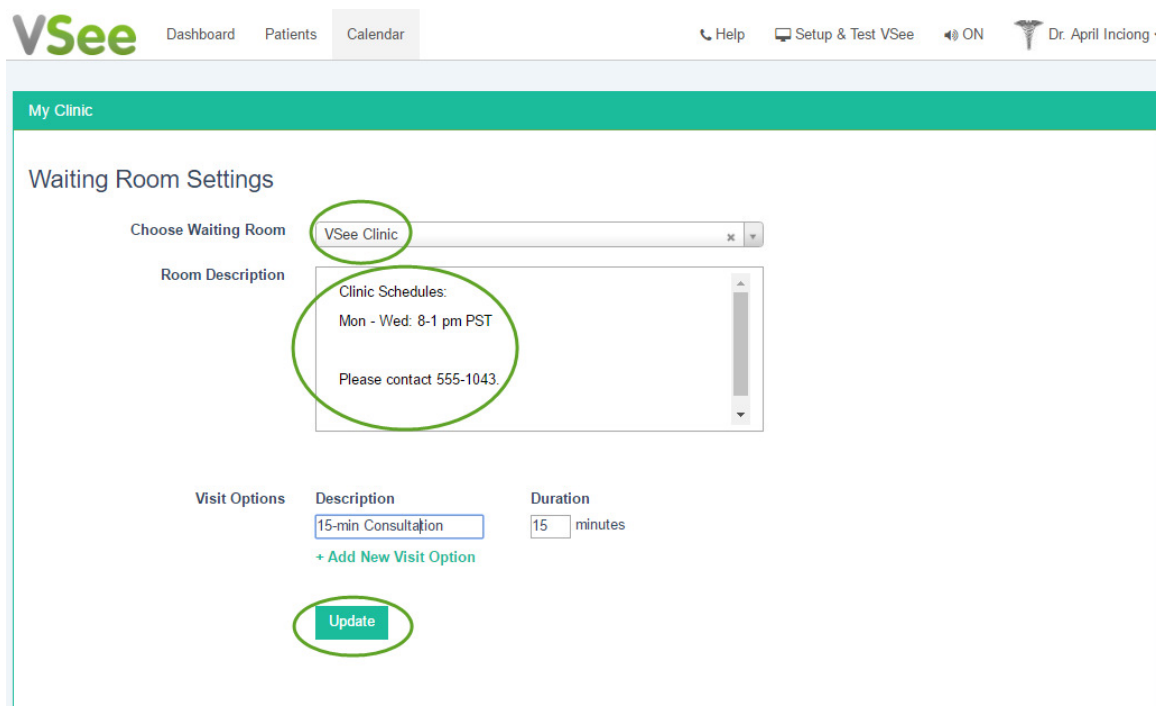 VSee Dashboard Patients Calendar Help Setup & Test VSee ON Dr. April Inciong
My Clinic
Waiting Room Settings
Choose Waiting Room VSee Clinic
Room Description
Clinic Schedules:
Mon - Wed: 8-1 pm PST
Please contact 555-1043.
Visit Options Description Duration
15-min Consultation 15 minutes
+ Add New Visit Option
Update